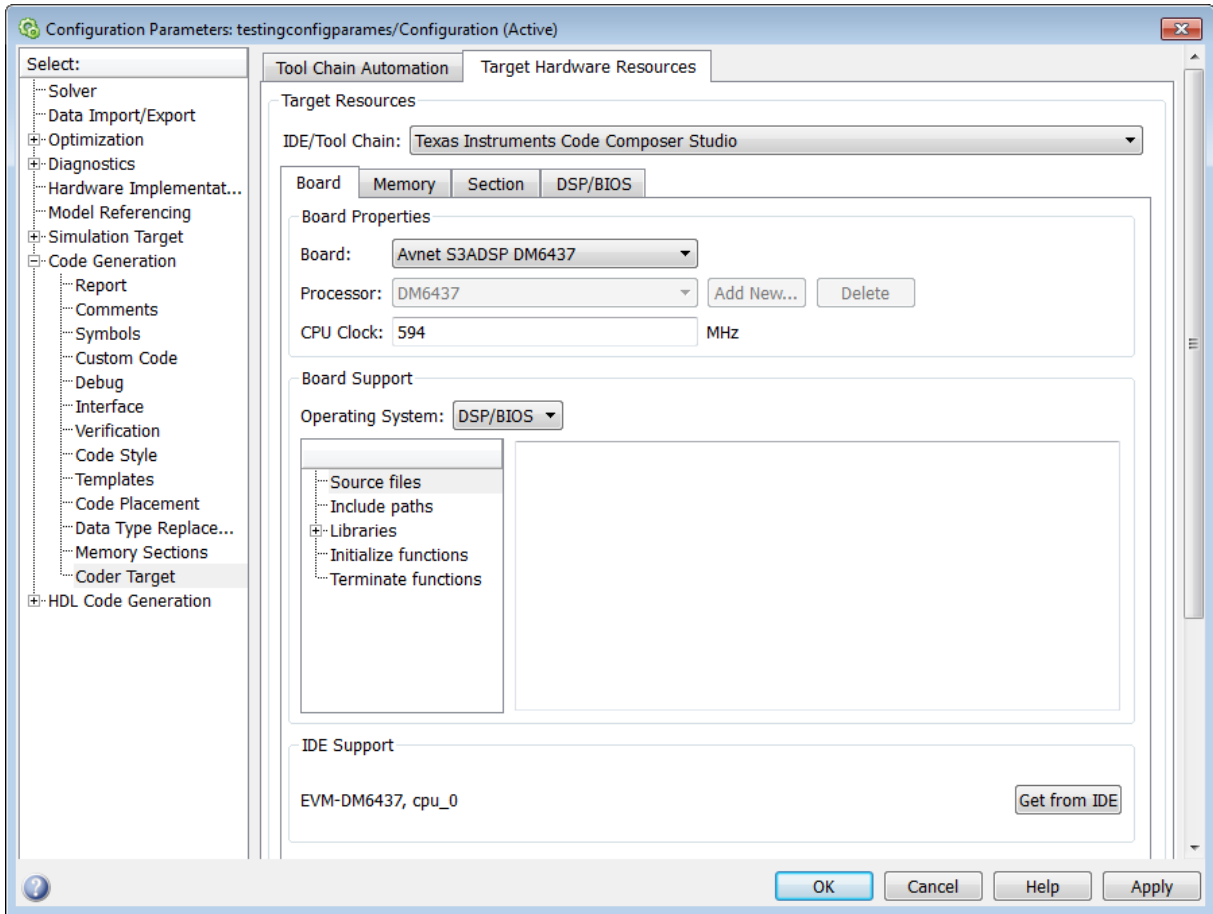 Configuration Parameters: testingconfigparames/Configuration (Active)
Select:
Solver
Data Import/Export
Optimization
Diagnostics
Hardware Implementat...
Model Referencing
Simulation Target
Code Generation
Report
Comments
Symbols
Custom Code
Debug
Interface
Verification
Code Style
Templates
Code Placement
Data Type Replace...
Memory Sections
Coder Target
HDL Code Generation
Tool Chain Automation
Target Hardware Resources
Target Resources
IDE/Tool Chain: Texas Instruments Code Composer Studio
Board Memory Section DSP/BIOS
Board Properties
Board: Avnet S3ADSP DM6437
Processor: DM6437 Add New... Delete
CPU Clock: 594 MHz
Board Support
Operating System: DSP/BIOS
Source files
Include paths
Libraries
Initialize functions
Terminate functions
IDE Support
EVM-DM6437, cpu_0 Get from IDE
OK Cancel Help Apply